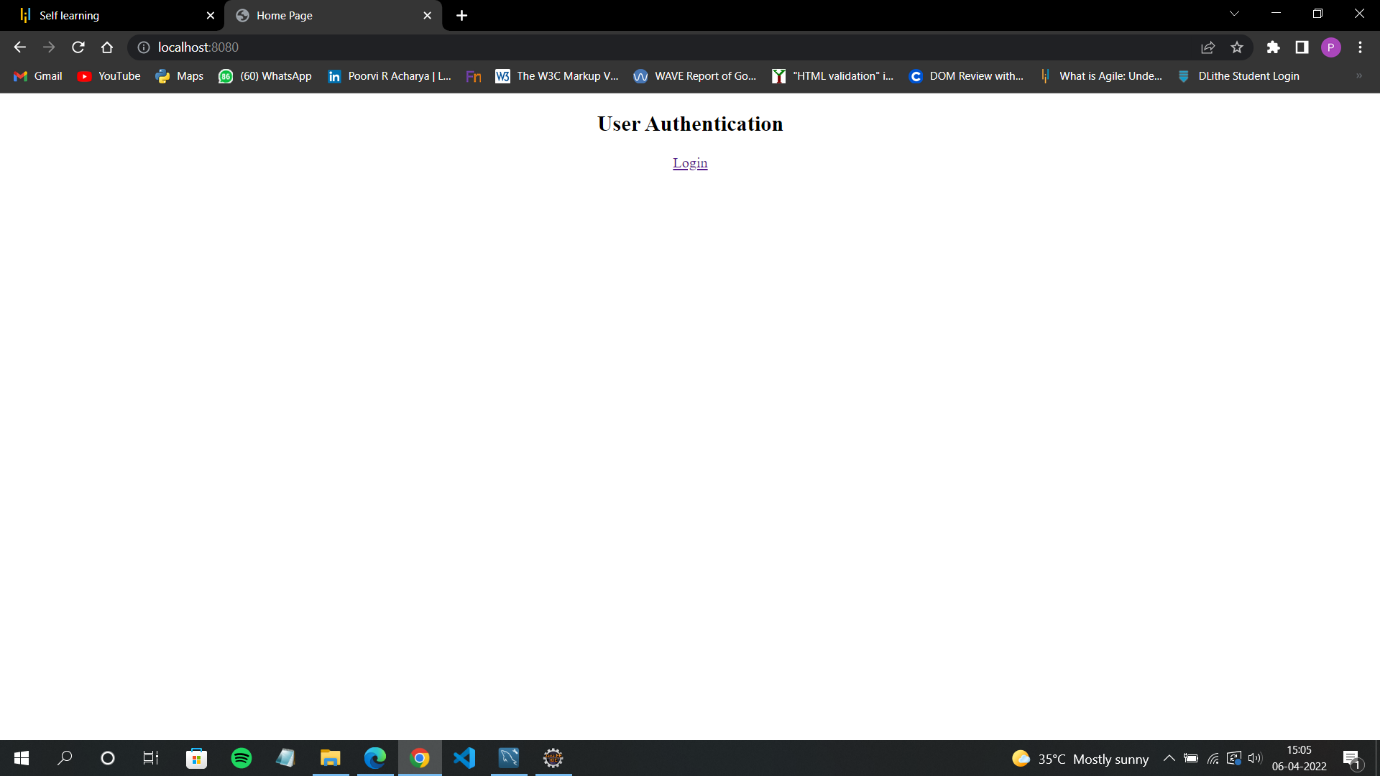 Self learning
Home Page
localhost:8080
Gmail
YouTube
Maps
(60) WhatsApp
Poorvi R Acharya | L...
The W3C Markup V...
WAVE Report of Go...
"HTML validation" i...
DOM Review with...
What is Agile: Unde...
DLithe Student Login
User Authentication
Login
35°C Mostly sunny
15:05
06-04-2022